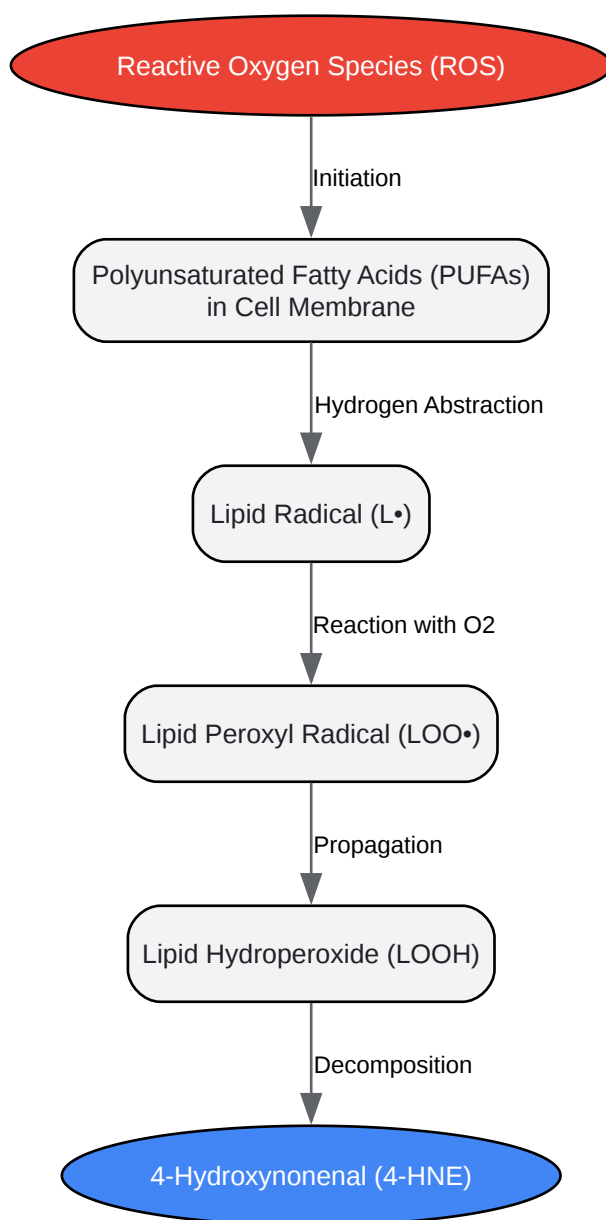 Reactive Oxygen Species (ROS)
Initiation
Polyunsaturated Fatty Acids (PUFAs)
in Cell Membrane
Hydrogen Abstraction
Lipid Radical (L•)
Reaction with O2
Lipid Peroxyl Radical (LOO•)
Propagation
Lipid Hydroperoxide (LOOH)
Decomposition
4-Hydroxynonenal (4-HNE)